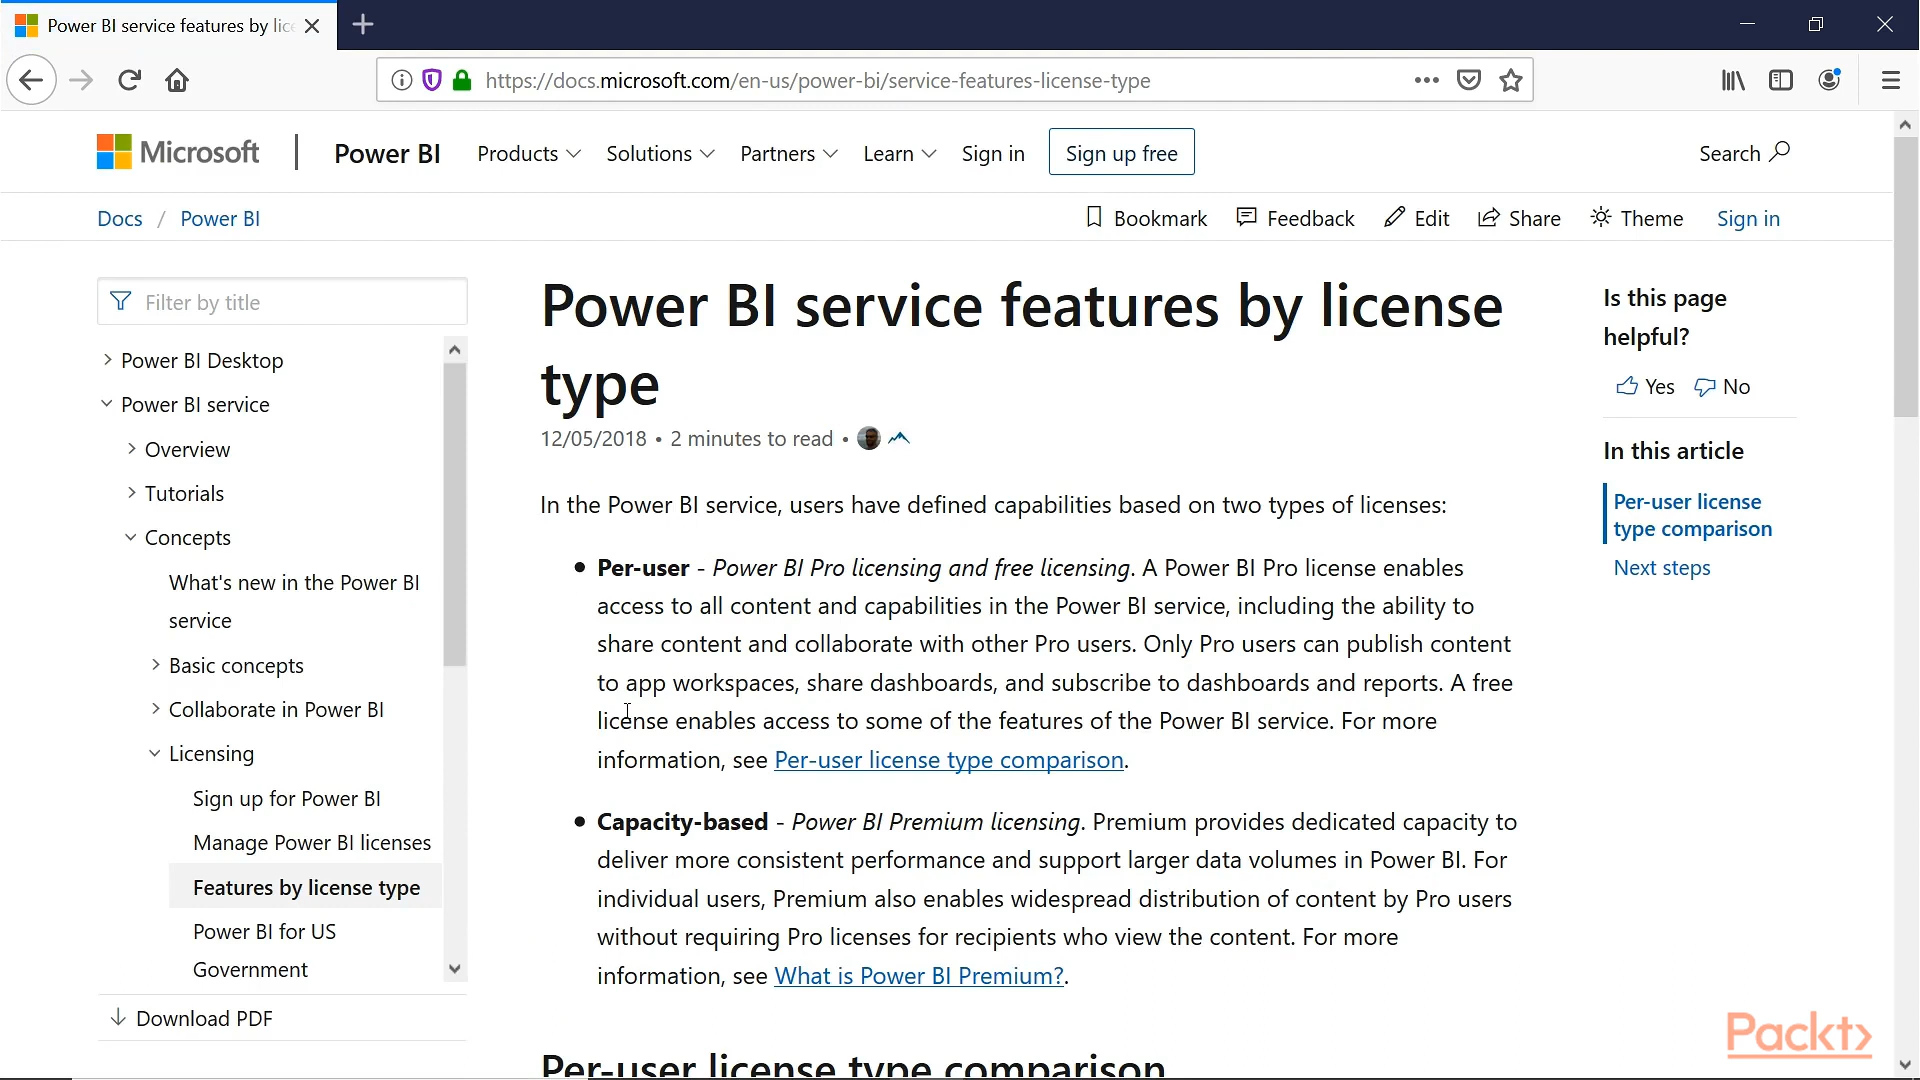 Power BI service features by lice
https://docs.microsoft.com/en-us/power-bi/service-features-license-type
Microsoft
Power BI
Products
Solutions
Partners
Learn
Sign in
Sign up free
Search
Docs / Power BI
Bookmark
Feedback
Edit
Share
Theme
Sign in
Filter by title
Power BI Desktop
Power BI service
Overview
Tutorials
Concepts
What's new in the Power BI
service
Basic concepts
Collaborate in Power BI
Licensing
Sign up for Power BI
Manage Power BI licenses
Features by license type
Power BI for US
Government
Download PDF
Power BI service features by license
type
12/05/2018 • 2 minutes to read •
In the Power BI service, users have defined capabilities based on two types of licenses:
• Per-user - Power BI Pro licensing and free licensing. A Power BI Pro license enables
access to all content and capabilities in the Power BI service, including the ability to
share content and collaborate with other Pro users. Only Pro users can publish content
to app workspaces, share dashboards, and subscribe to dashboards and reports. A free
license enables access to some of the features of the Power BI service. For more
information, see Per-user license type comparison.
• Capacity-based - Power BI Premium licensing. Premium provides dedicated capacity to
deliver more consistent performance and support larger data volumes in Power BI. For
individual users, Premium also enables widespread distribution of content by Pro users
without requiring Pro licenses for recipients who view the content. For more
information, see What is Power BI Premium?.
Per-user license type comparison
Is this page
helpful?
Yes
No
In this article
Per-user license
type comparison
Next steps
Packt>